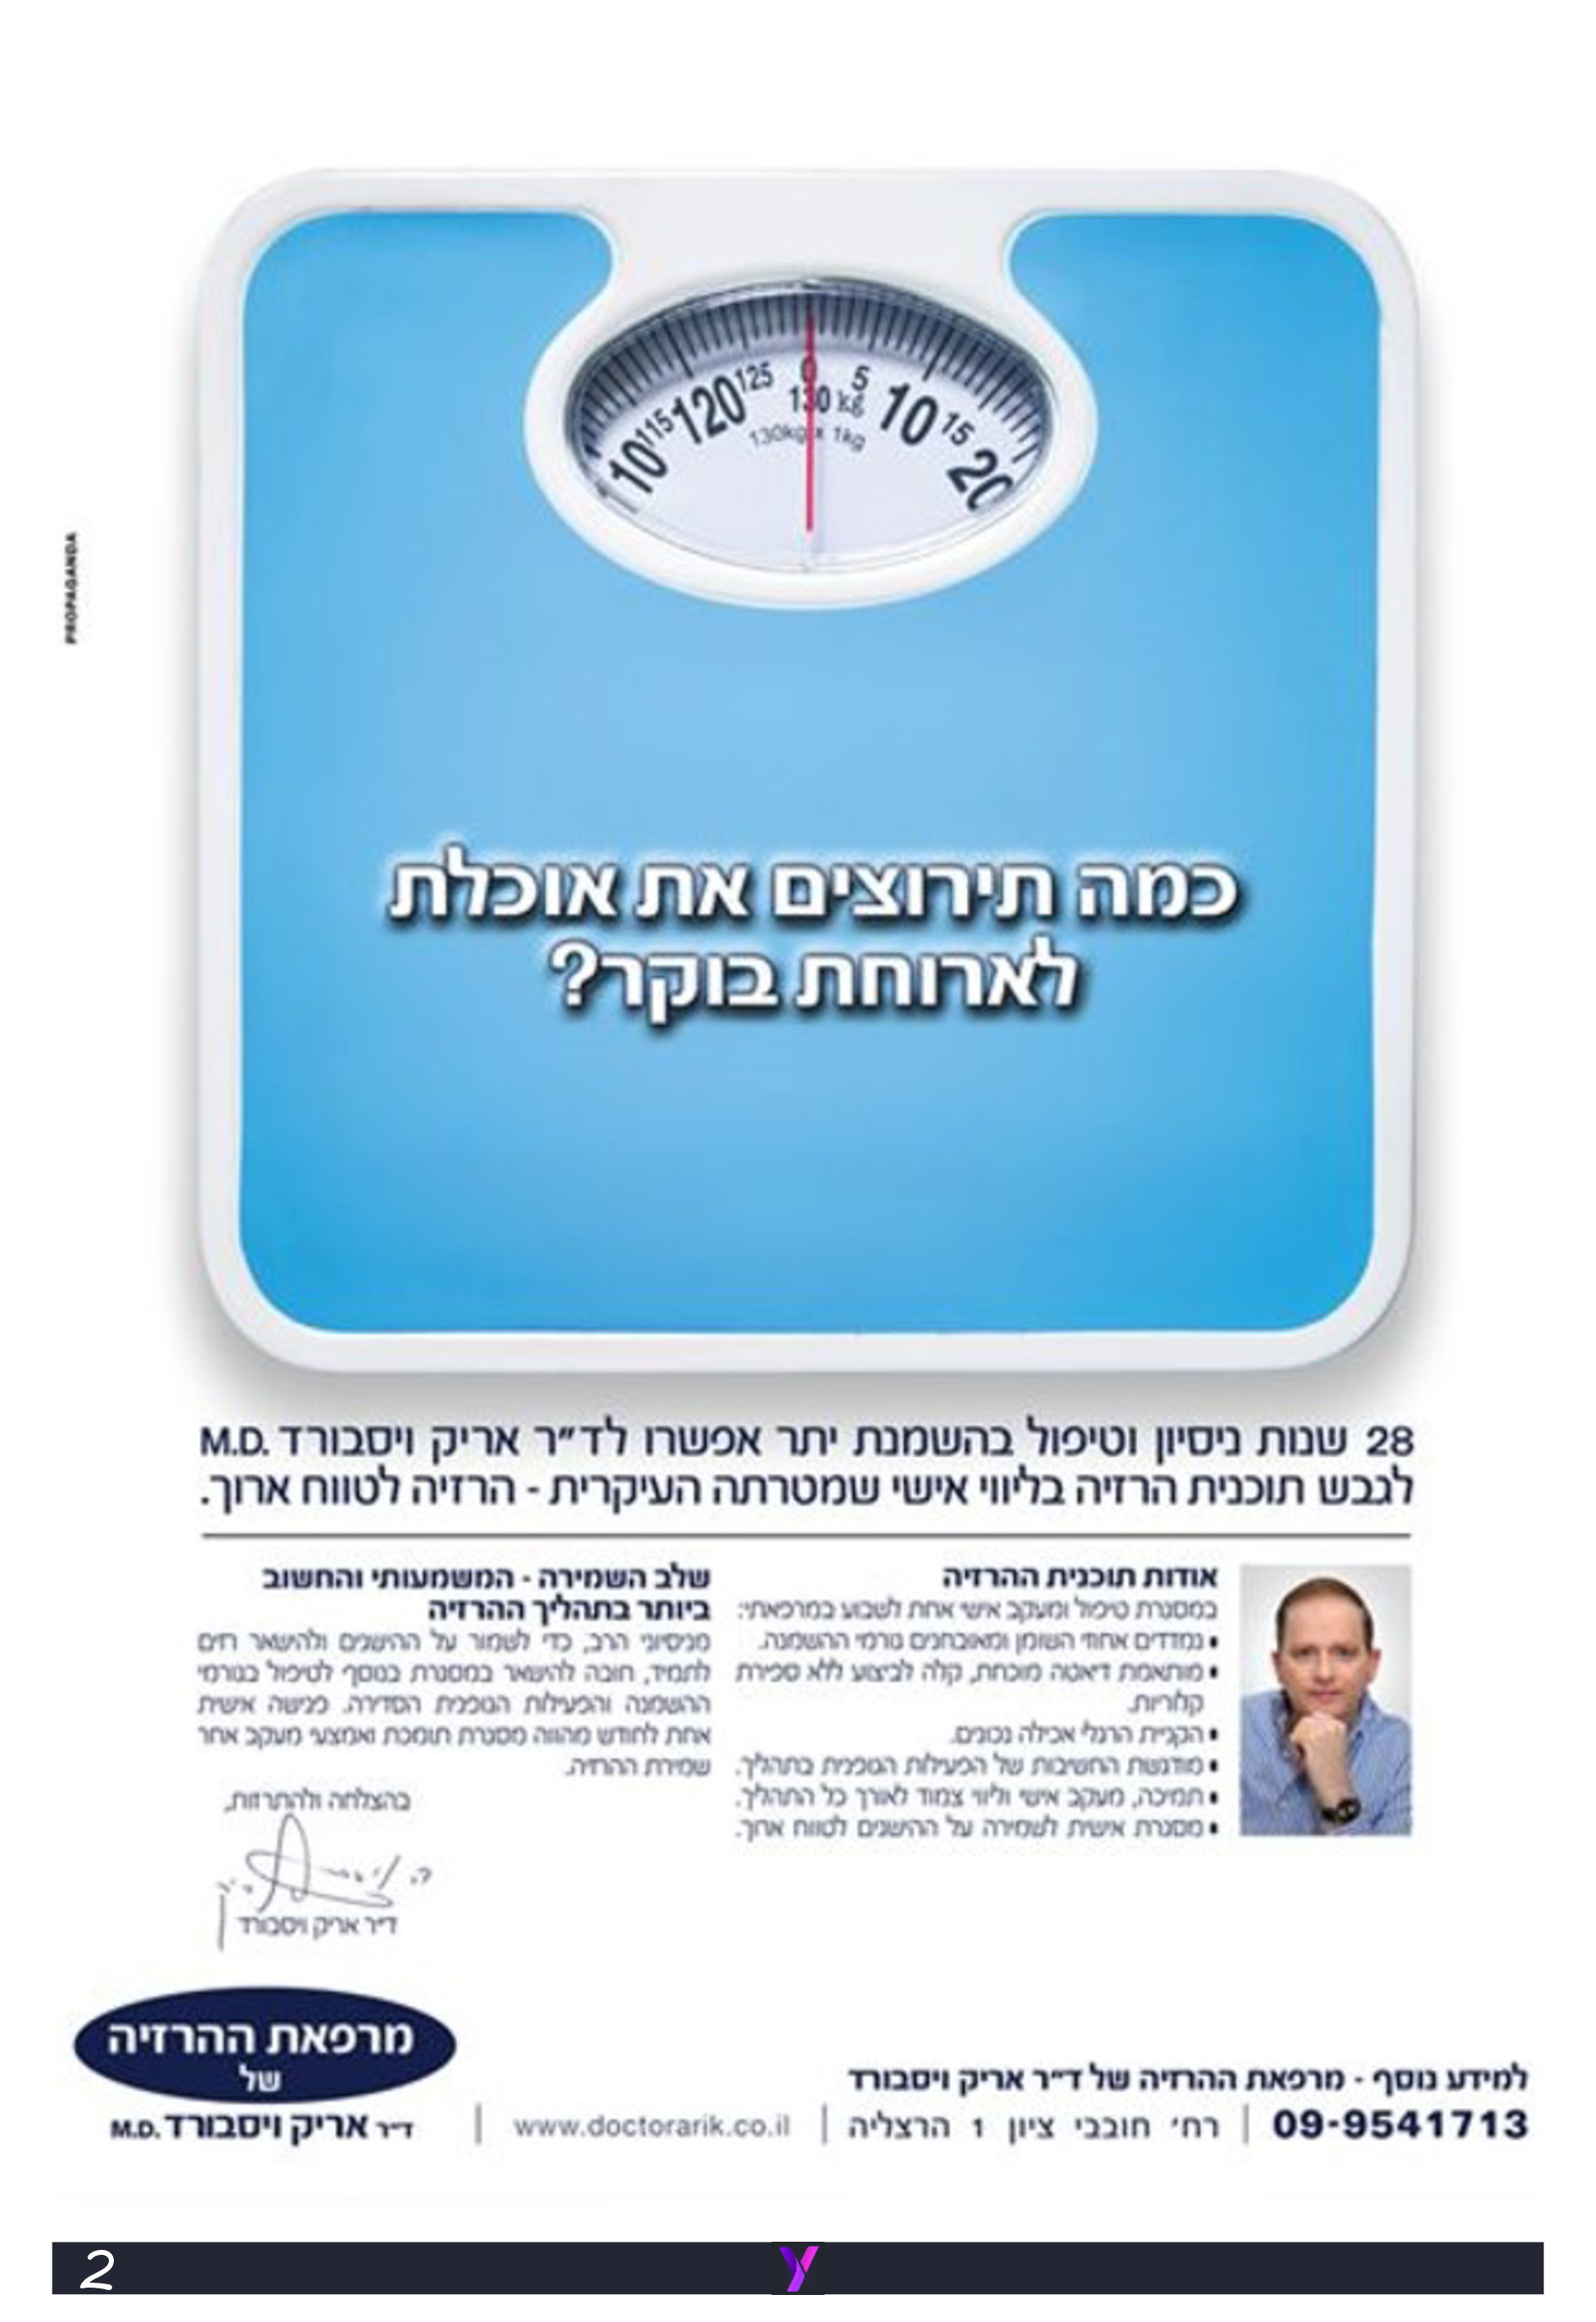 PROPAGANDA
10 115 120 125 0 5 10 15 20
130 kg
130kg x 1kg
כמה תירוצים את אוכלת
לארוחת בוקר?
28 שנות ניסיון וטיפול בהשמנת יתר אפשרו לד״ר אריק ויסבורד M.D.
לגבש תוכנית הרזיה בליווי אישי שמטרתה העיקרית - הרזיה לטווח ארוך.
אודות תוכנית ההרזיה
במסגרת טיפול ומעקב אישי אחת לשבוע במרפאתי:
• נמדדים אחוזי השומן ומאובחנים גורמי ההשמנה.
• מותאמת דיאטה מוכחת, קלה לביצוע ללא ספירת
קלוריות.
• הקניית הרגלי אכילה נכונים.
• מודגשת החשיבות של הפעילות הגופנית בתהליך.
• תמיכה, מעקב אישי וליווי צמוד לאורך כל התהליך.
• מסגרת אישית לשמירה על ההישגים לטווח ארוך.
שלב השמירה - המשמעותי והחשוב
ביותר בתהליך ההרזיה
מניסיוני הרב, כדי לשמור על ההישגים ולהישאר רזים
לתמיד, חובה להישאר במסגרת בנוסף לטיפול בגורמי
ההשמנה והפעילות הגופנית הסדירה. פגישה אישית
אחת לחודש מהווה מסגרת תומכת ואמצעי מעקב אחר
שמירת ההרזיה.
בהצלחה ולהתרזות,
ד״ר אריק ויסבורד
מרפאת ההרזיה
של
ד״ר אריק ויסבורד M.D.
למידע נוסף - מרפאת ההרזיה של ד״ר אריק ויסבורד
09-9541713 | רח׳ חובבי ציון 1 הרצליה | www.doctorarik.co.il
2